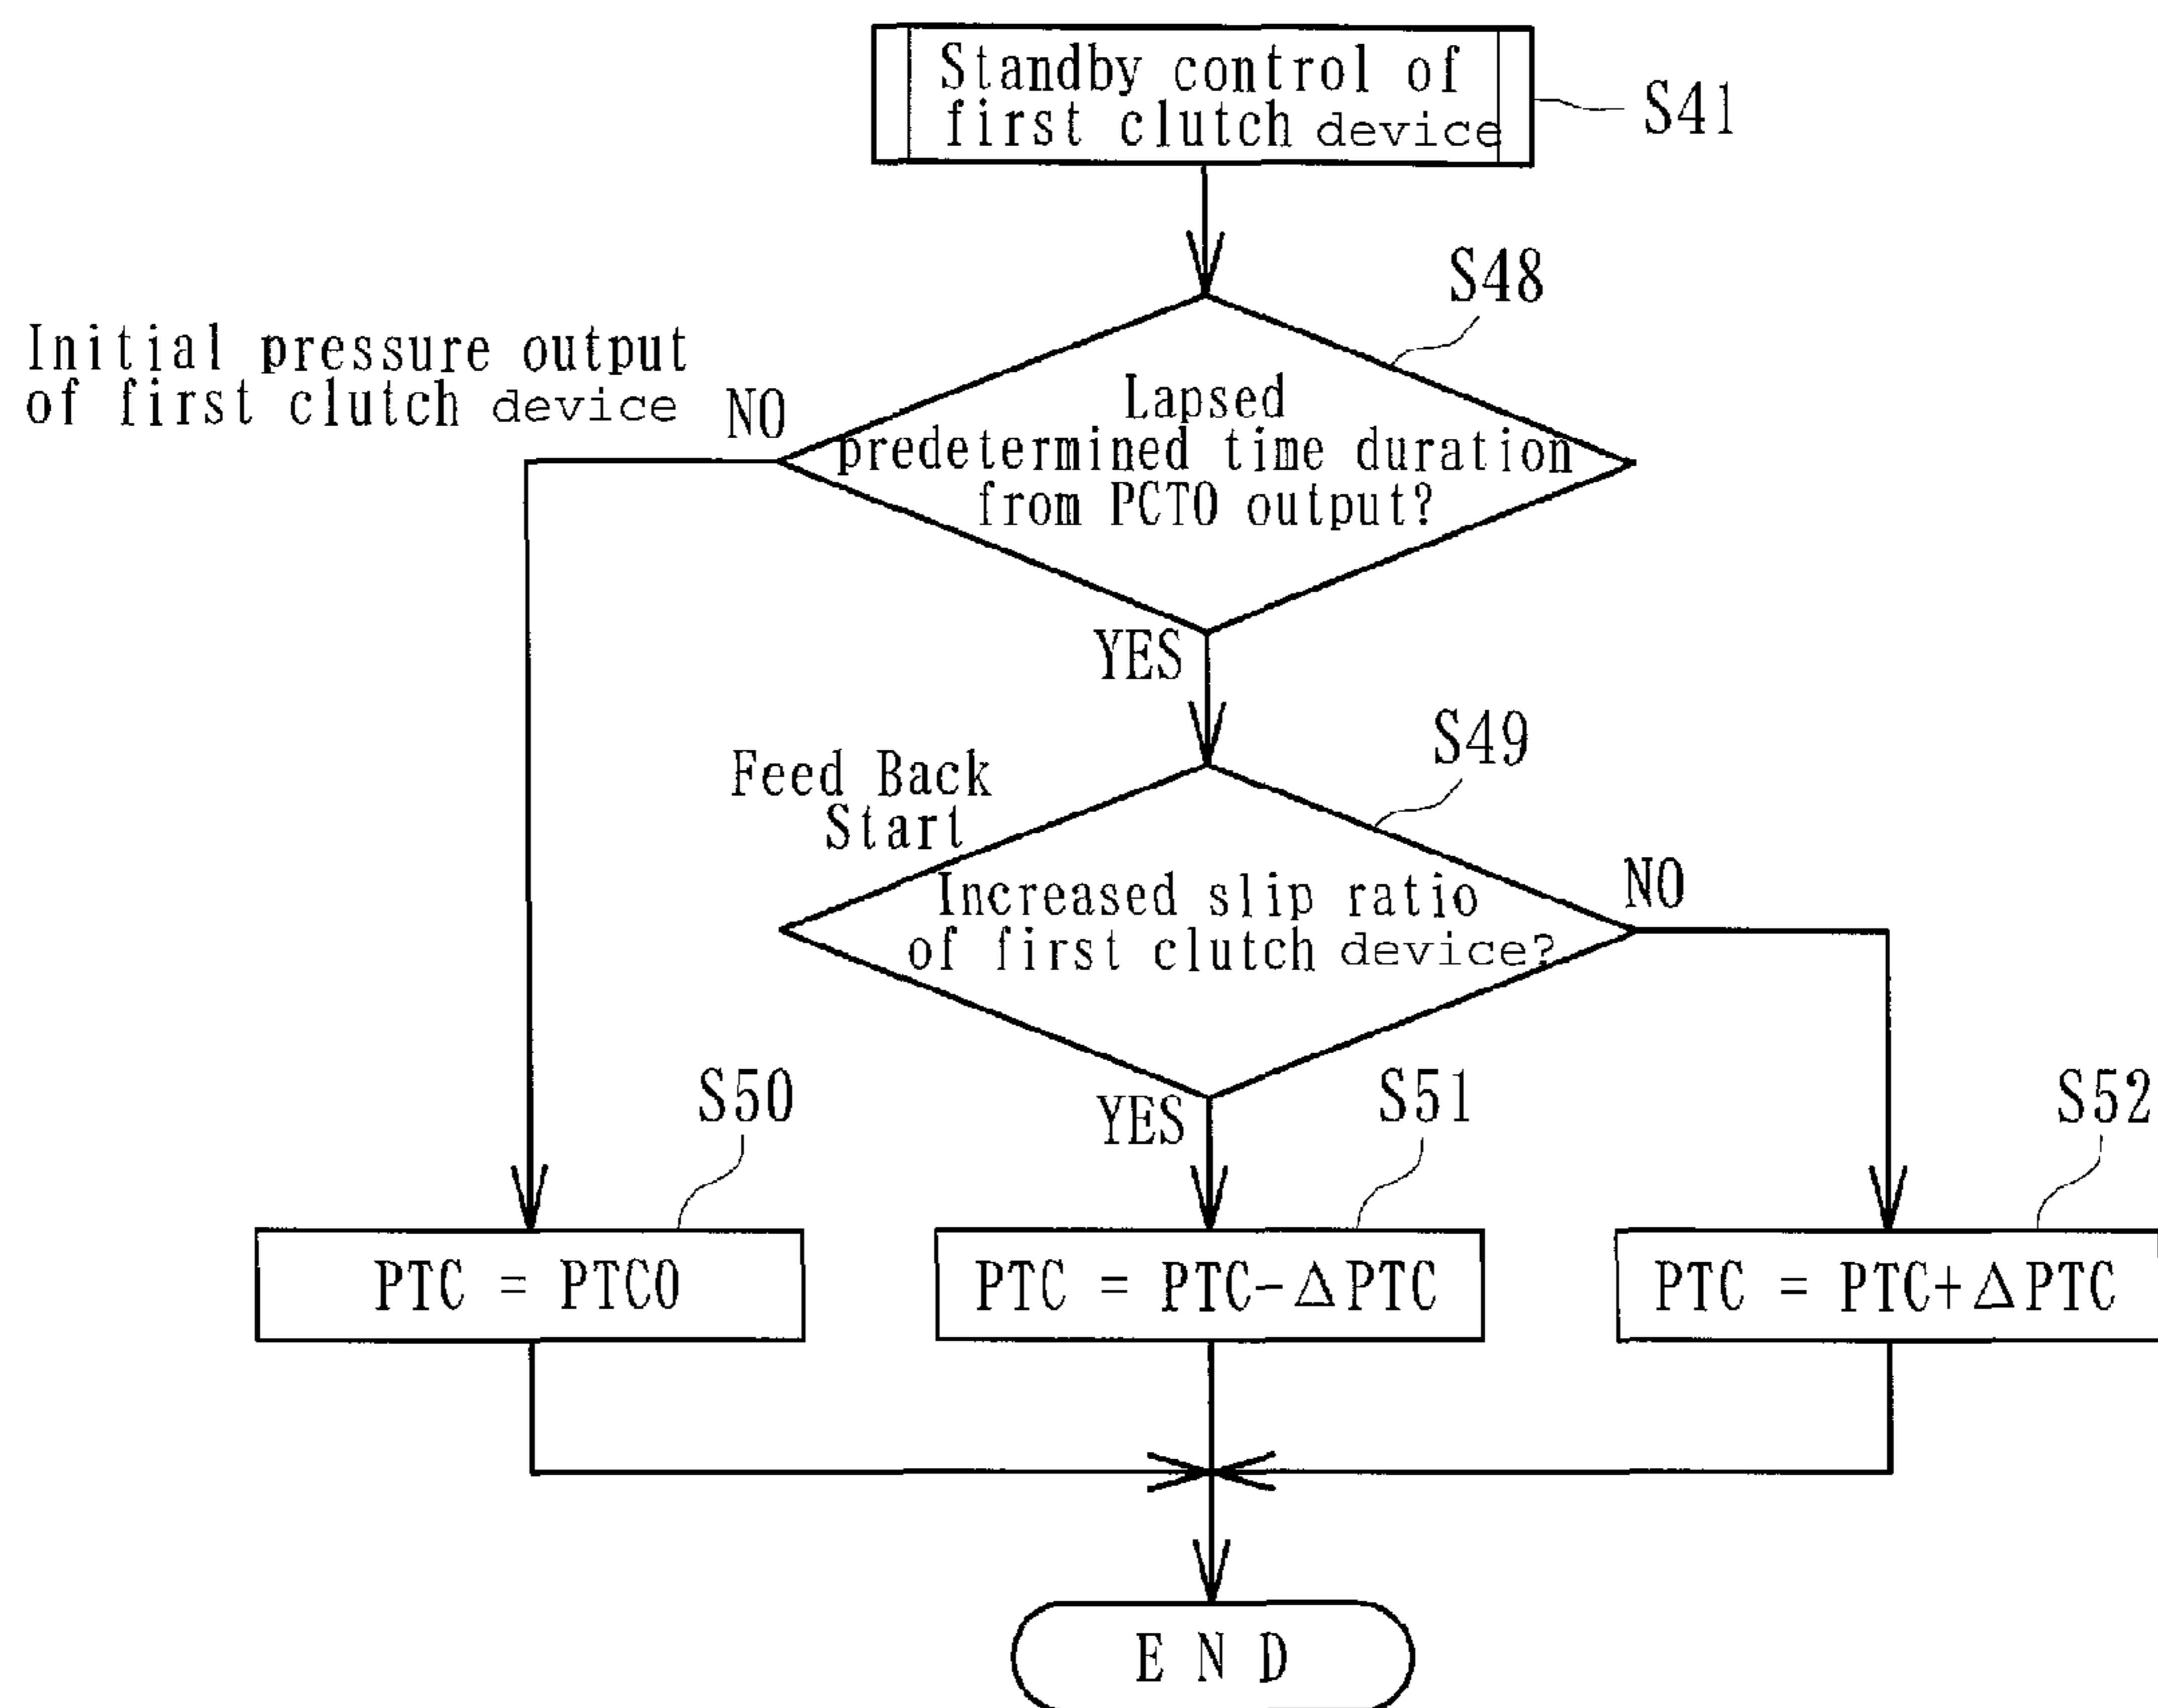 Standby control of
first clutch device
S41
S48
Initial pressure output
of first clutch device
NO
Lapsed
predetermined time duration
from PCTO output?
YES
S49
Feed Back
Start
NO
Increased slip ratio
of first clutch device?
YES
S50
S51
S52
PTC = PTC0
PTC = PTC-ΔPTC
PTC = PTC+ΔPTC
END